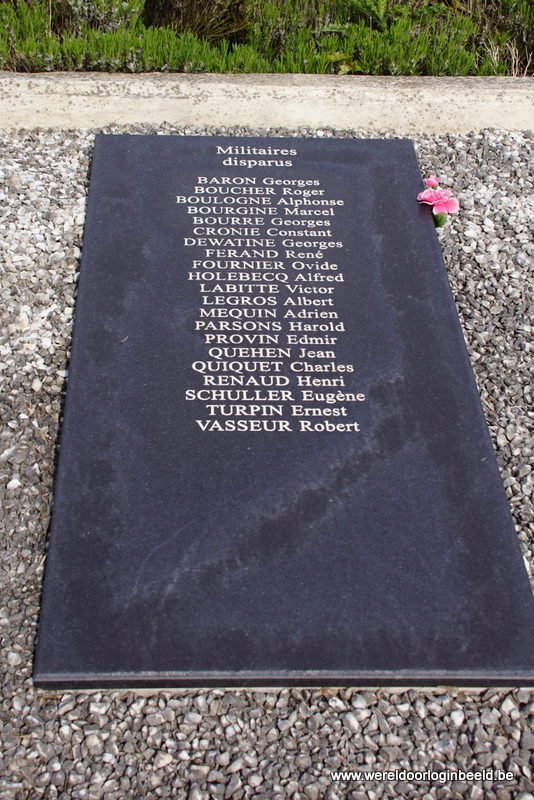 Militaires
disparus
BARON Georges
BOUCHER Roger
BOULOGNE Alphonse
BOURGINE Marcel
BOURRE Georges
CRONIE Constant
DEWATINE Georges
FERAND René
FOURNIER Ovide
HOLEBECQ Alfred
LABITTE Victor
LEGROS Albert
MEQUIN Adrien
PARSONS Harold
PROVIN Edmir
QUEHEN Jean
QUIQUET Charles
RENAUD Henri
SCHULLER Eugène
TURPIN Ernest
VASSEUR Robert
www.wereldoorloginbeeld.be